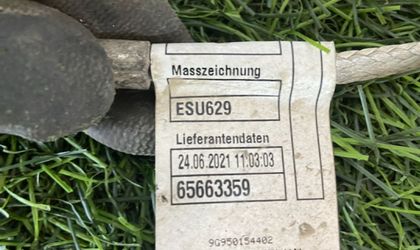 Masszeichnung
ESU629
Lieferantendaten
24.06.2021 11:03:03
65663359
9G950154402